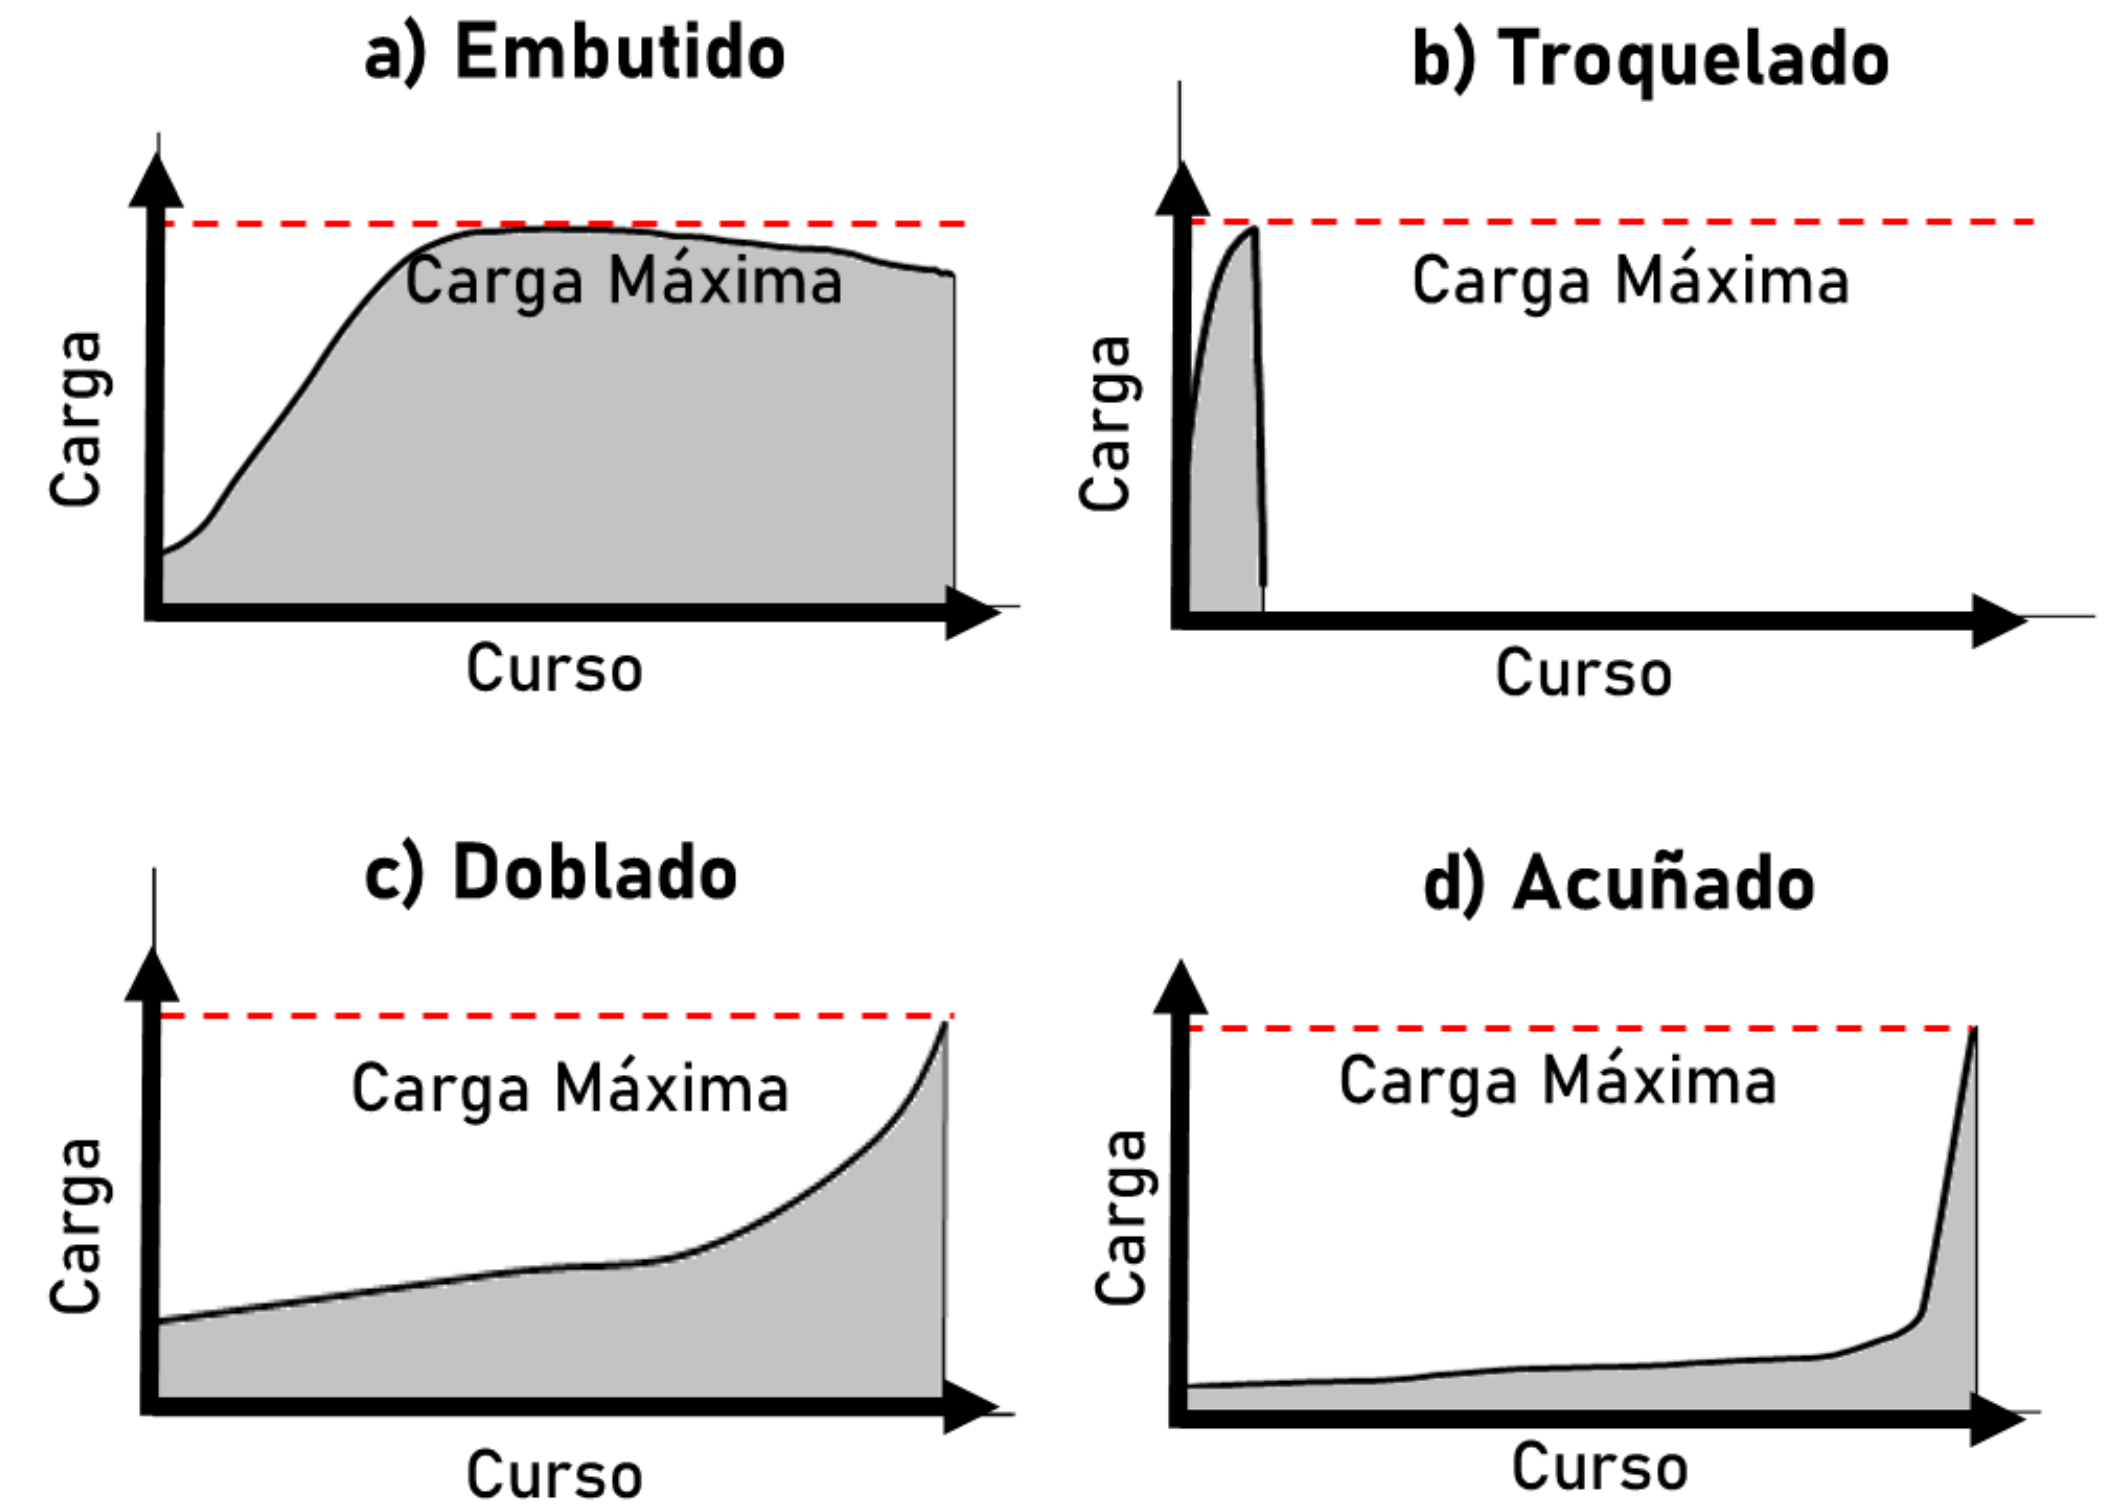 a) Embutido
Carga Máxima
Carga
Curso
b) Troquelado
Carga Máxima
Carga
Curso
c) Doblado
Carga Máxima
Carga
Curso
d) Acuñado
Carga Máxima
Carga
Curso